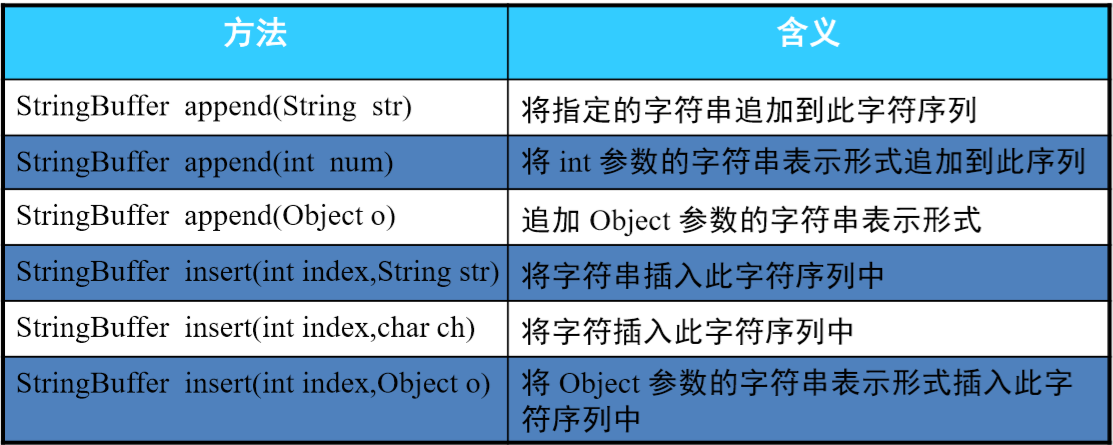 方法
含义
StringBuffer append(String str)
将指定的字符串追加到此字符序列
StringBuffer append(int num)
将 int 参数的字符串表示形式追加到此序列
StringBuffer append(Object o)
追加 Object 参数的字符串表示形式
StringBuffer insert(int index,String str)
将字符串插入此字符序列中
StringBuffer insert(int index,char ch)
将字符插入此字符序列中
StringBuffer insert(int index,Object o)
将 Object 参数的字符串表示形式插入此字
符序列中